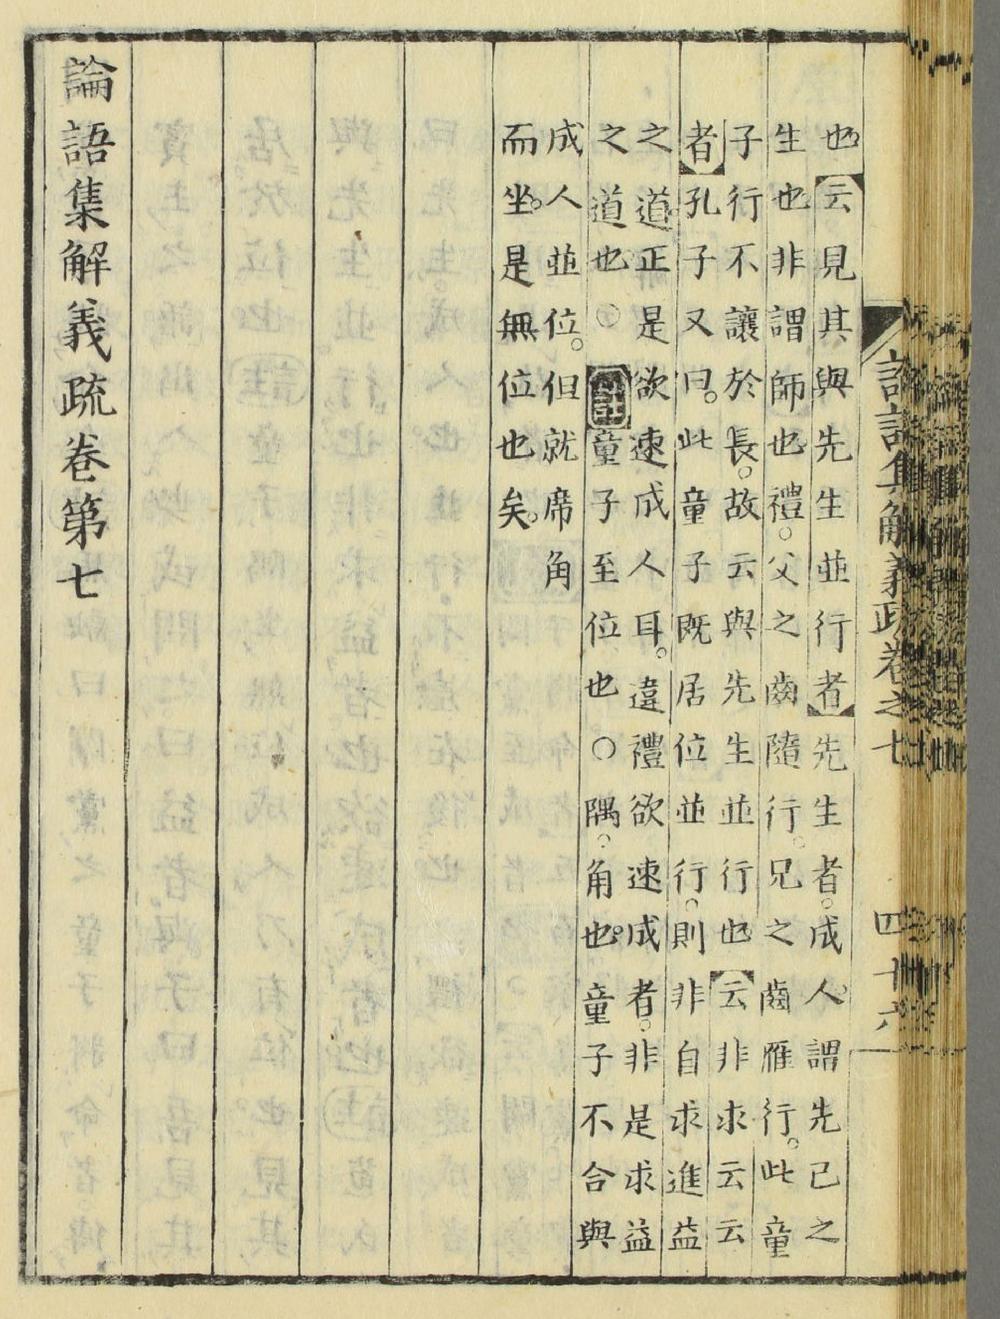 也【云見其與先生並行者】先生者。成人。謂先己之
生也非謂師也禮。父之齒隨行。兄之齒雁行。此童
子行不讓於長。故云與先生並行也【云非求云云
者】孔子又曰。此童子既居位並行。則非自求進益
之道。正是欲速成人耳。違禮欲速成者。非是求益
之道也○童子至位也○隅。角也。童子不合與
成人並位。但就席角
而坐。是無位也矣。
論語集解義疏卷第七
論語集解義疏卷之七 四十六